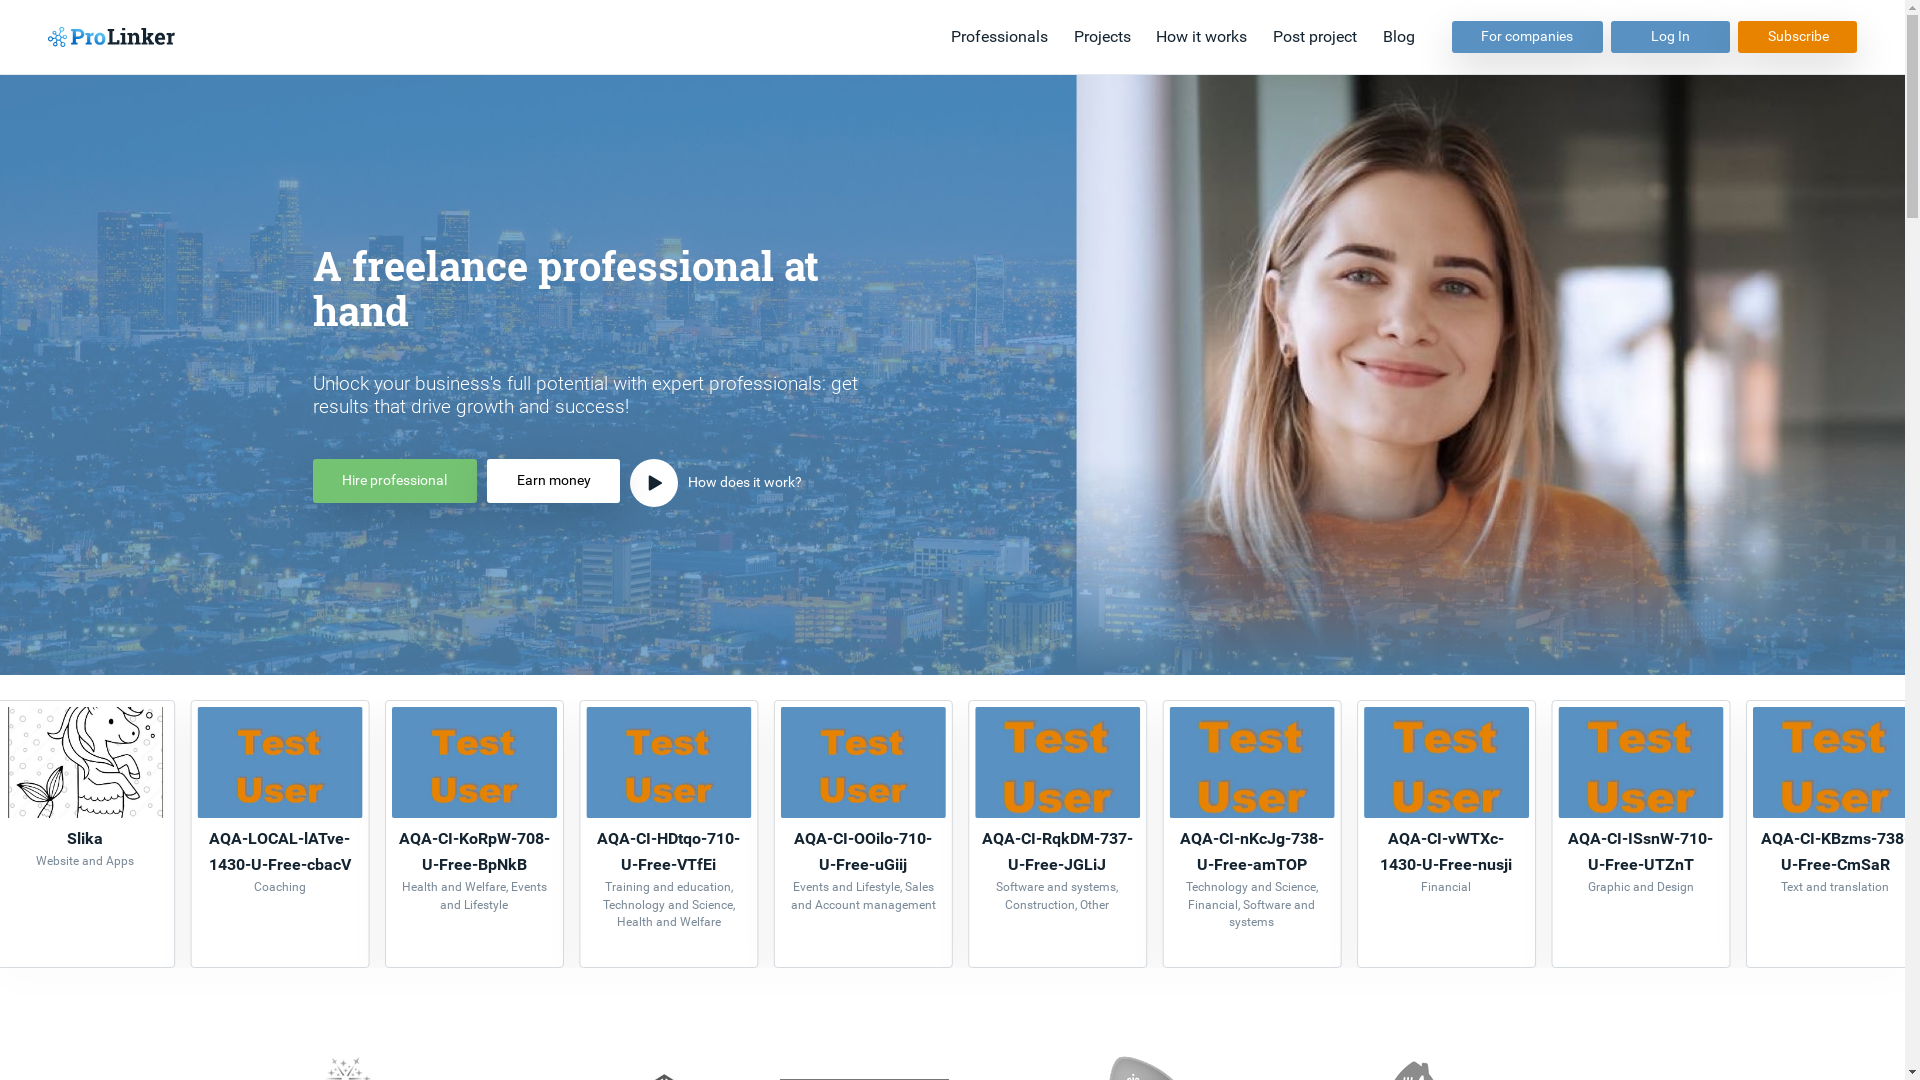 ProLinker
Professionals
Projects
How it works
Post project
Blog
For companies
Log In
Subscribe
A freelance professional at
hand
Unlock your business's full potential with expert professionals: get
results that drive growth and success!
Hire professional
Earn money
How does it work?
Slika
Website and Apps
Test
User
AQA-LOCAL-lATve-
1430-U-Free-cbacV
Coaching
Test
User
AQA-CI-KoRpW-708-
U-Free-BpNkB
Health and Welfare, Events
and Lifestyle
Test
User
AQA-CI-HDtqo-710-
U-Free-VTfEi
Training and education,
Technology and Science,
Health and Welfare
Test
User
AQA-CI-OOilo-710-
U-Free-uGiij
Events and Lifestyle, Sales
and Account management
Test
User
AQA-CI-RqkDM-737-
U-Free-JGLiJ
Software and systems,
Construction, Other
Test
User
AQA-CI-nKcJg-738-
U-Free-amTOP
Technology and Science,
Financial, Software and
systems
Test
User
AQA-CI-vWTXc-
1430-U-Free-nusji
Financial
Test
User
AQA-CI-ISsnW-710-
U-Free-UTZnT
Graphic and Design
Test
User
AQA-CI-KBzms-738
U-Free-CmSaR
Text and translation